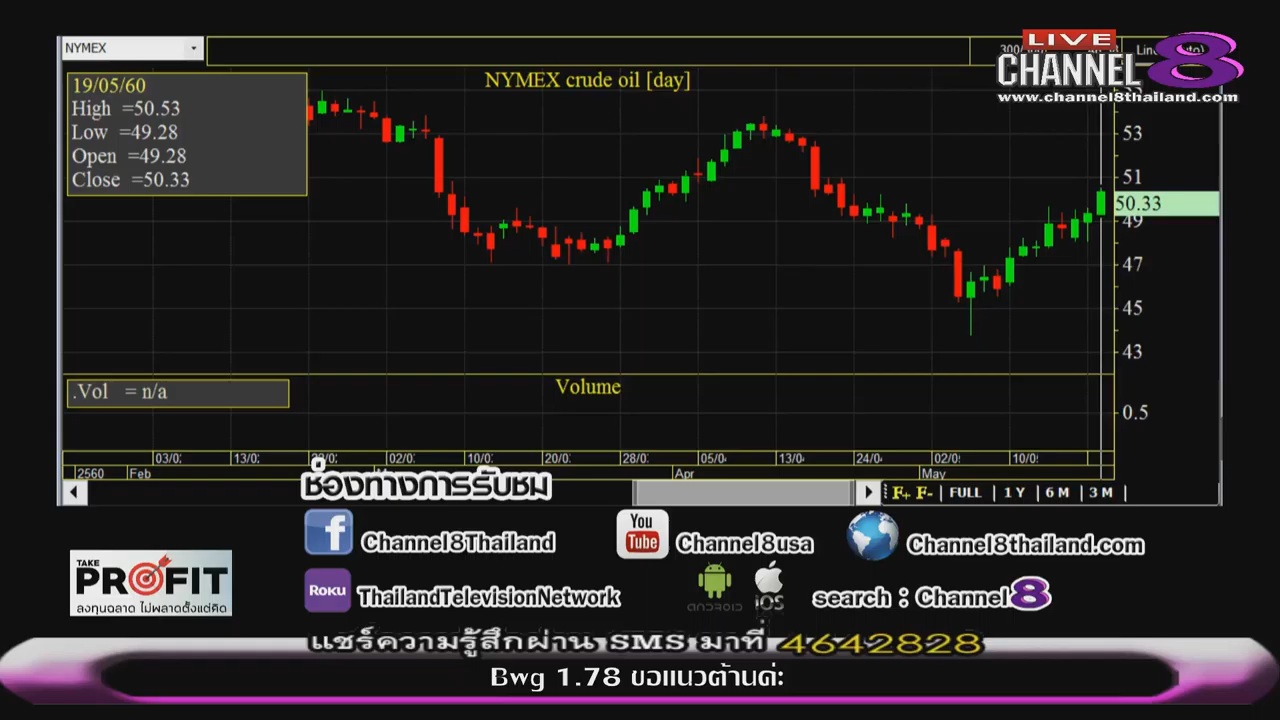 NYMEX
LIVE
CHANNEL 8
www.channel8thailand.com
NYMEX crude oil [day]
19/05/60
High =50.53
Low =49.28
Open =49.28
Close =50.33
53
51
50.33
49
47
45
43
.Vol = n/a
Volume
0.5
03/0 13/0 02/0 10/0 20/0 28/0 05/0 13/0 24/0 02/0 10/0
2560 Feb Apr May
F+ F- | FULL | 1 Y | 6 M | 3 M |
ช่องทางการรับชม
f Channel8Thailand You Tube Channel8usa Channel8thailand.com
TAKE PROFIT
ลงทุนฉลาด ไม่พลาดตั้งแต่คิด
ROKU ThailandTelevisionNetwork ANDROID iOS search : Channel 8
แชร์ความรู้สึกผ่าน SMS มาที่ 4642828
Bwg 1.78 ขอแนวต้านค่ะ